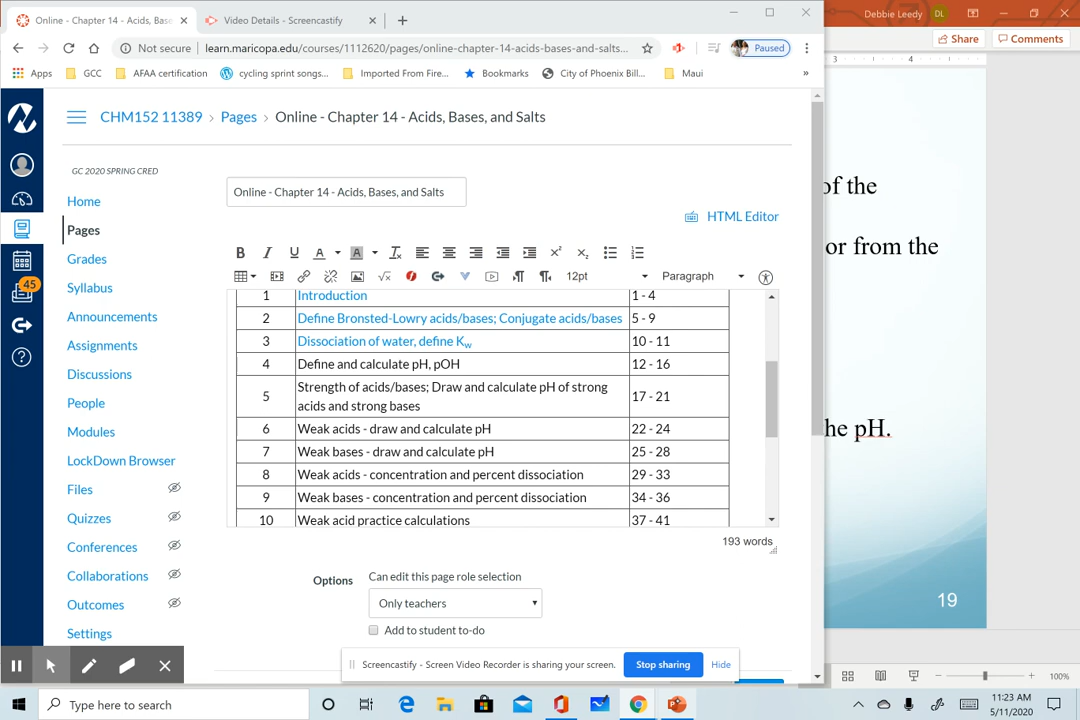 Online - Chapter 14 - Acids, Base
Video Details - Screencastify
Debbie Leedy DL
Not secure learn.maricopa.edu/courses/1112620/pages/online-chapter-14-acids-bases-and-salts...
Paused
Share Comments
Apps GCC AFAA certification cycling sprint songs... Imported From Fire... Bookmarks City of Phoenix Bill... Maui »
3 4
CHM152 11389 › Pages › Online - Chapter 14 - Acids, Bases, and Salts
GC 2020 SPRING CRED
Home
Pages
Grades
Syllabus
Announcements
Assignments
Discussions
People
Modules
LockDown Browser
Files
Quizzes
Conferences
Collaborations
Outcomes
Settings
45
Online - Chapter 14 - Acids, Bases, and Salts
HTML Editor
B I U A A Tx
12pt Paragraph
1 Introduction 1 - 4
2 Define Bronsted-Lowry acids/bases; Conjugate acids/bases 5 - 9
3 Dissociation of water, define Kw 10 - 11
4 Define and calculate pH, pOH 12 - 16
5 Strength of acids/bases; Draw and calculate pH of strong
acids and strong bases 17 - 21
6 Weak acids - draw and calculate pH 22 - 24
7 Weak bases - draw and calculate pH 25 - 28
8 Weak acids - concentration and percent dissociation 29 - 33
9 Weak bases - concentration and percent dissociation 34 - 36
10 Weak acid practice calculations 37 - 41
193 words
Options Can edit this page role selection
Only teachers
Add to student to-do
Screencastify - Screen Video Recorder is sharing your screen. Stop sharing Hide
of the
or from the
he pH.
19
100%
Type here to search
11:23 AM
5/11/2020